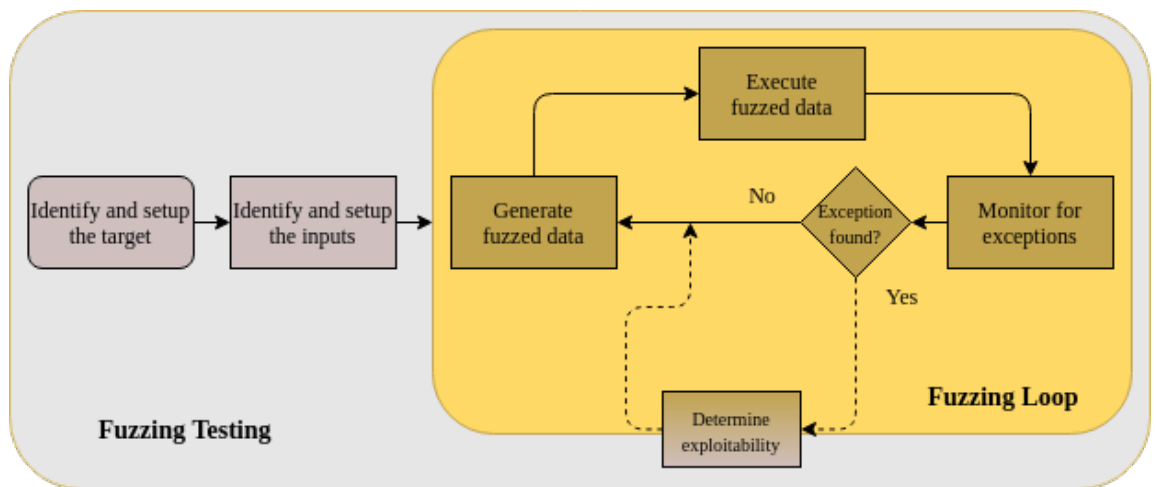 Identify and setup
the target
Identify and setup
the inputs
Generate
fuzzed data
Execute
fuzzed data
Monitor for
exceptions
Exception
found?
No
Yes
Determine
exploitability
Fuzzing Loop
Fuzzing Testing